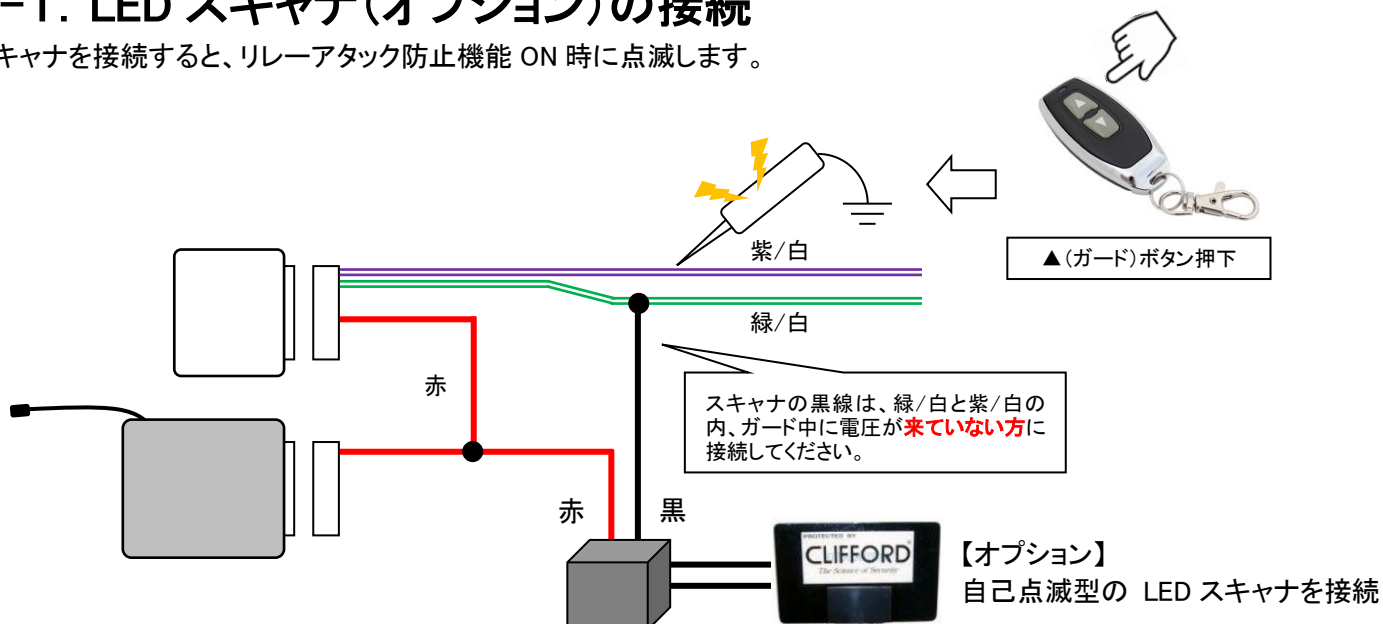 -1. LED スキャナ(オプション)の接続
キャナを接続すると、リレーアタック防止機能 ON 時に点滅します。
紫/白
▲(ガード)ボタン押下
緑/白
赤
スキャナの黒線は、緑/白と紫/白の
内、ガード中に電圧が来ていない方に
接続してください。
赤
黒
PROTECTED BY
CLIFFORD®
The Science of Security
【オプション】
自己点滅型の LED スキャナを接続